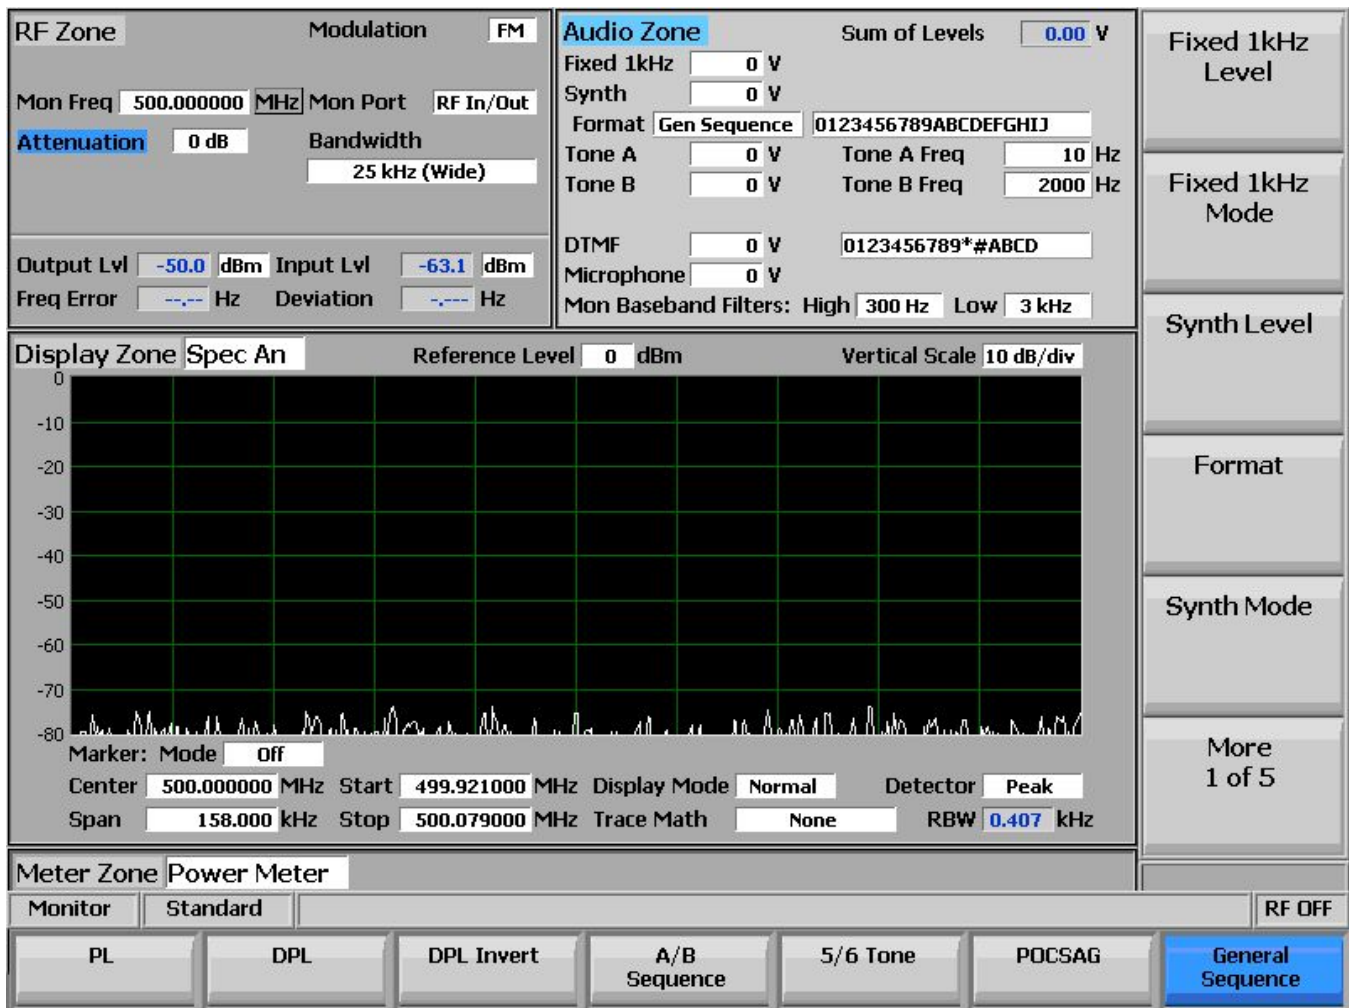 RF Zone Modulation FM
Mon Freq 500.000000 MHz Mon Port RF In/Out
Attenuation 0 dB Bandwidth
25 kHz (Wide)
Output Lvl -50.0 dBm Input Lvl -63.1 dBm
Freq Error --.-- Hz Deviation -.--- Hz
Audio Zone Sum of Levels 0.00 V
Fixed 1kHz 0 V
Synth 0 V
Format Gen Sequence 0123456789ABCDEFGHIJ
Tone A 0 V Tone A Freq 10 Hz
Tone B 0 V Tone B Freq 2000 Hz
DTMF 0 V 0123456789*#ABCD
Microphone 0 V
Mon Baseband Filters: High 300 Hz Low 3 kHz
Display Zone Spec An Reference Level 0 dBm Vertical Scale 10 dB/div
0
-10
-20
-30
-40
-50
-60
-70
-80
Marker: Mode Off
Center 500.000000 MHz Start 499.921000 MHz Display Mode Normal Detector Peak
Span 158.000 kHz Stop 500.079000 MHz Trace Math None RBW 0.407 kHz
Meter Zone Power Meter
Monitor Standard RF OFF
Fixed 1kHz
Level
Fixed 1kHz
Mode
Synth Level
Format
Synth Mode
More
1 of 5
PL DPL DPL Invert A/B
Sequence 5/6 Tone POCSAG General
Sequence